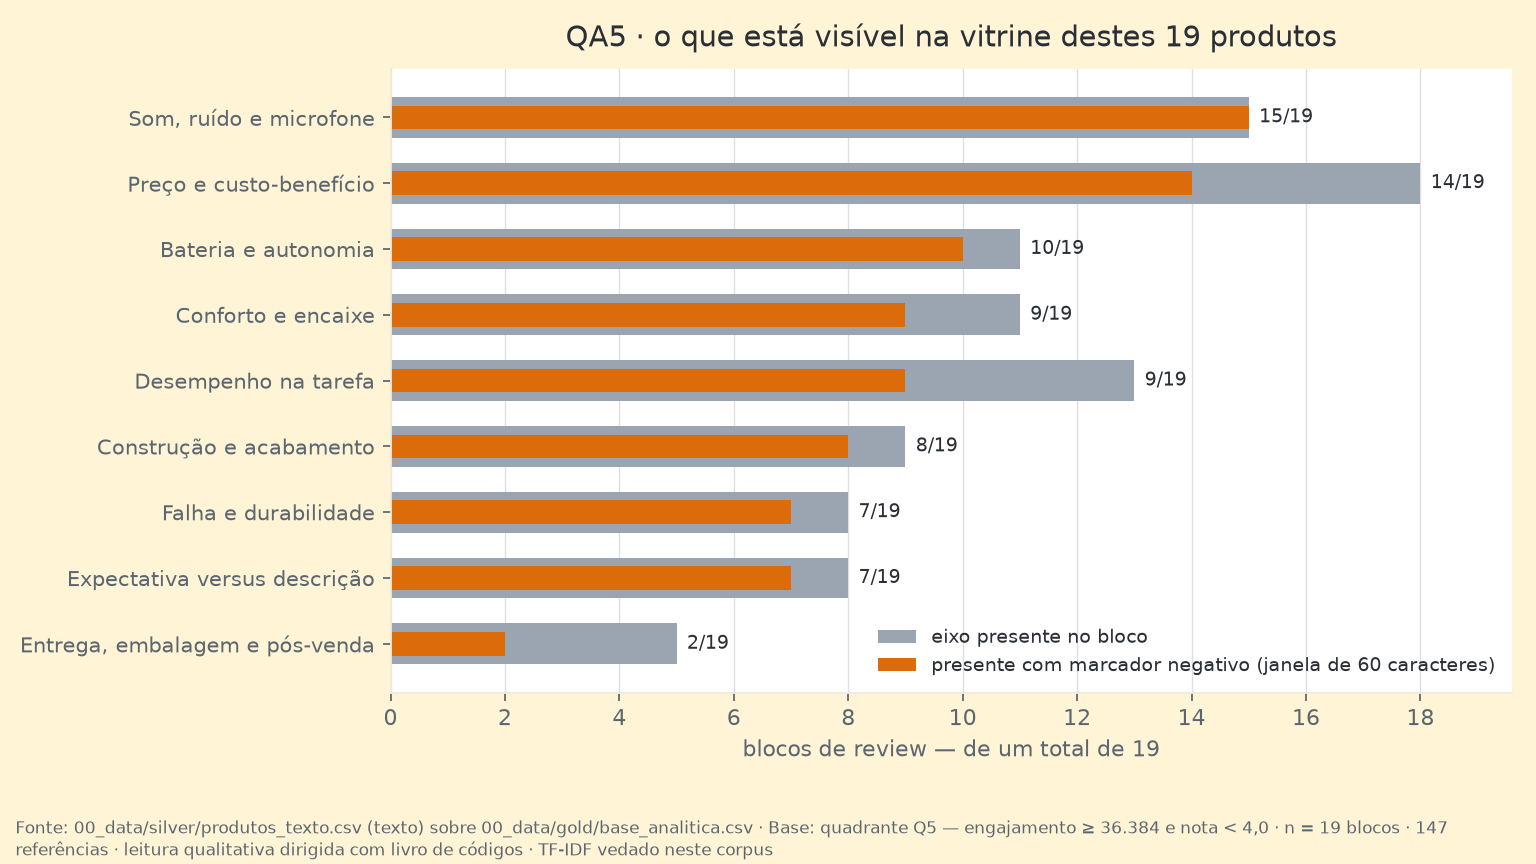 QA5 · o que está visível na vitrine destes 19 produtos
Som, ruído e microfone
15/19
Preço e custo-benefício
14/19
Bateria e autonomia
10/19
Conforto e encaixe
9/19
Desempenho na tarefa
9/19
Construção e acabamento
8/19
Falha e durabilidade
7/19
Expectativa versus descrição
7/19
Entrega, embalagem e pós-venda
2/19
eixo presente no bloco
presente com marcador negativo (janela de 60 caracteres)
0 2 4 6 8 10 12 14 16 18
blocos de review — de um total de 19
Fonte: 00_data/silver/produtos_texto.csv (texto) sobre 00_data/gold/base_analitica.csv · Base: quadrante Q5 — engajamento ≥ 36.384 e nota < 4,0 · n = 19 blocos · 147
referências · leitura qualitativa dirigida com livro de códigos · TF-IDF vedado neste corpus